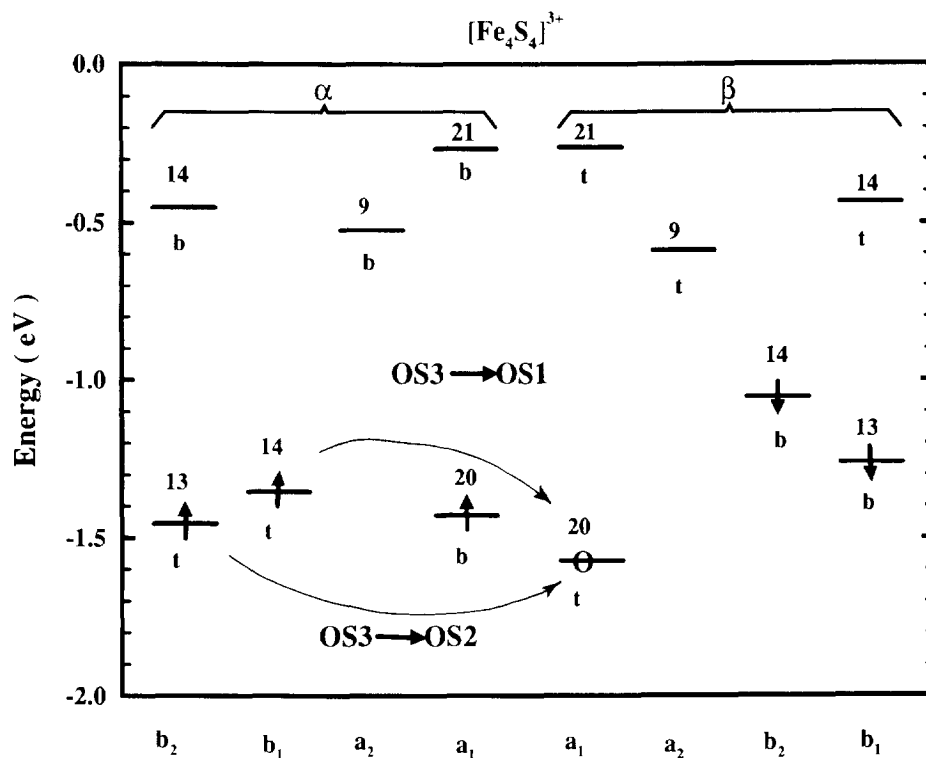 [Fe₄S₄]³⁺
0.0
α
β
21
21
b
t
14
14
9
9
-0.5
b
b
t
t
Energy ( eV )
OS3 → OS1
-1.0
14
b
14
13
13
20
20
b
-1.5
t
t
b
O
t
OS3 → OS2
-2.0
b₂ b₁ a₂ a₁ a₁ a₂ b₂ b₁